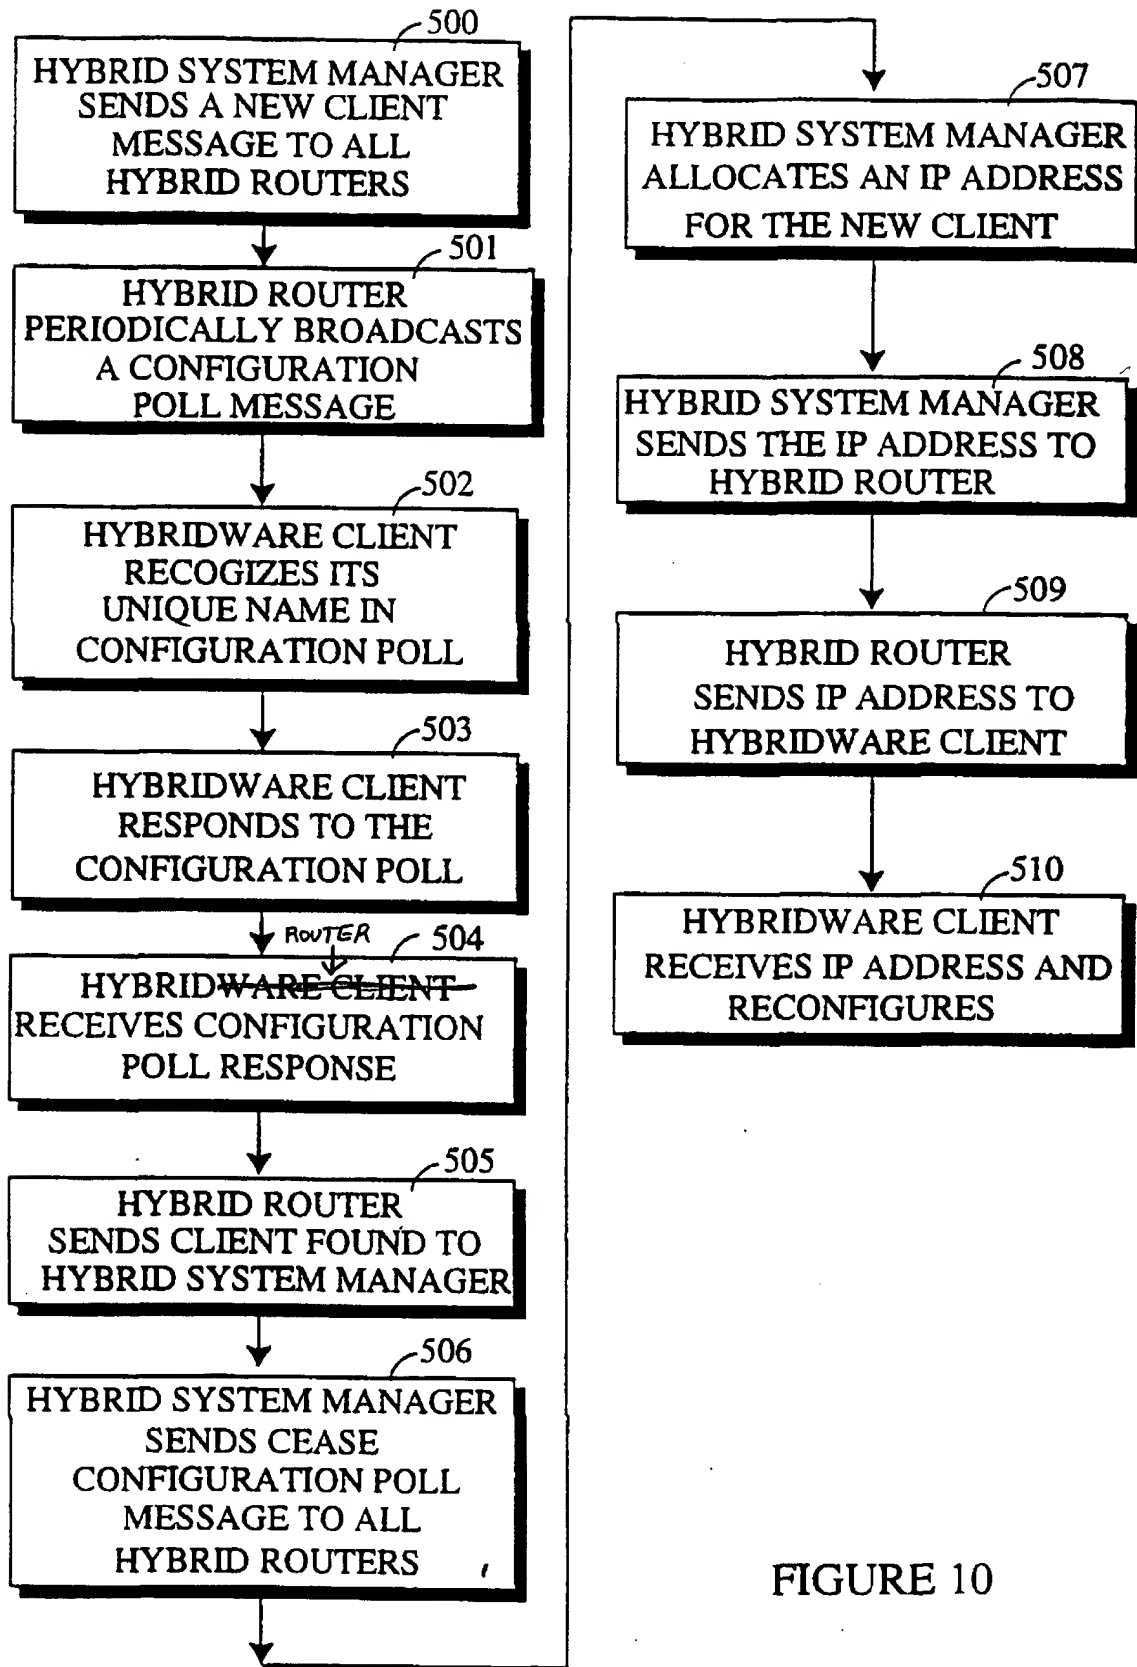 500
HYBRID SYSTEM MANAGER
SENDS A NEW CLIENT
MESSAGE TO ALL
HYBRID ROUTERS
501
HYBRID ROUTER
PERIODICALLY BROADCASTS
A CONFIGURATION
POLL MESSAGE
502
HYBRIDWARE CLIENT
RECOGIZES ITS
UNIQUE NAME IN
CONFIGURATION POLL
503
HYBRIDWARE CLIENT
RESPONDS TO THE
CONFIGURATION POLL
ROUTER
504
HYBRIDWARE CLIENT
RECEIVES CONFIGURATION
POLL RESPONSE
505
HYBRID ROUTER
SENDS CLIENT FOUND TO
HYBRID SYSTEM MANAGER
506
HYBRID SYSTEM MANAGER
SENDS CEASE
CONFIGURATION POLL
MESSAGE TO ALL
HYBRID ROUTERS
507
HYBRID SYSTEM MANAGER
ALLOCATES AN IP ADDRESS
FOR THE NEW CLIENT
508
HYBRID SYSTEM MANAGER
SENDS THE IP ADDRESS TO
HYBRID ROUTER
509
HYBRID ROUTER
SENDS IP ADDRESS TO
HYBRIDWARE CLIENT
510
HYBRIDWARE CLIENT
RECEIVES IP ADDRESS AND
RECONFIGURES
FIGURE 10